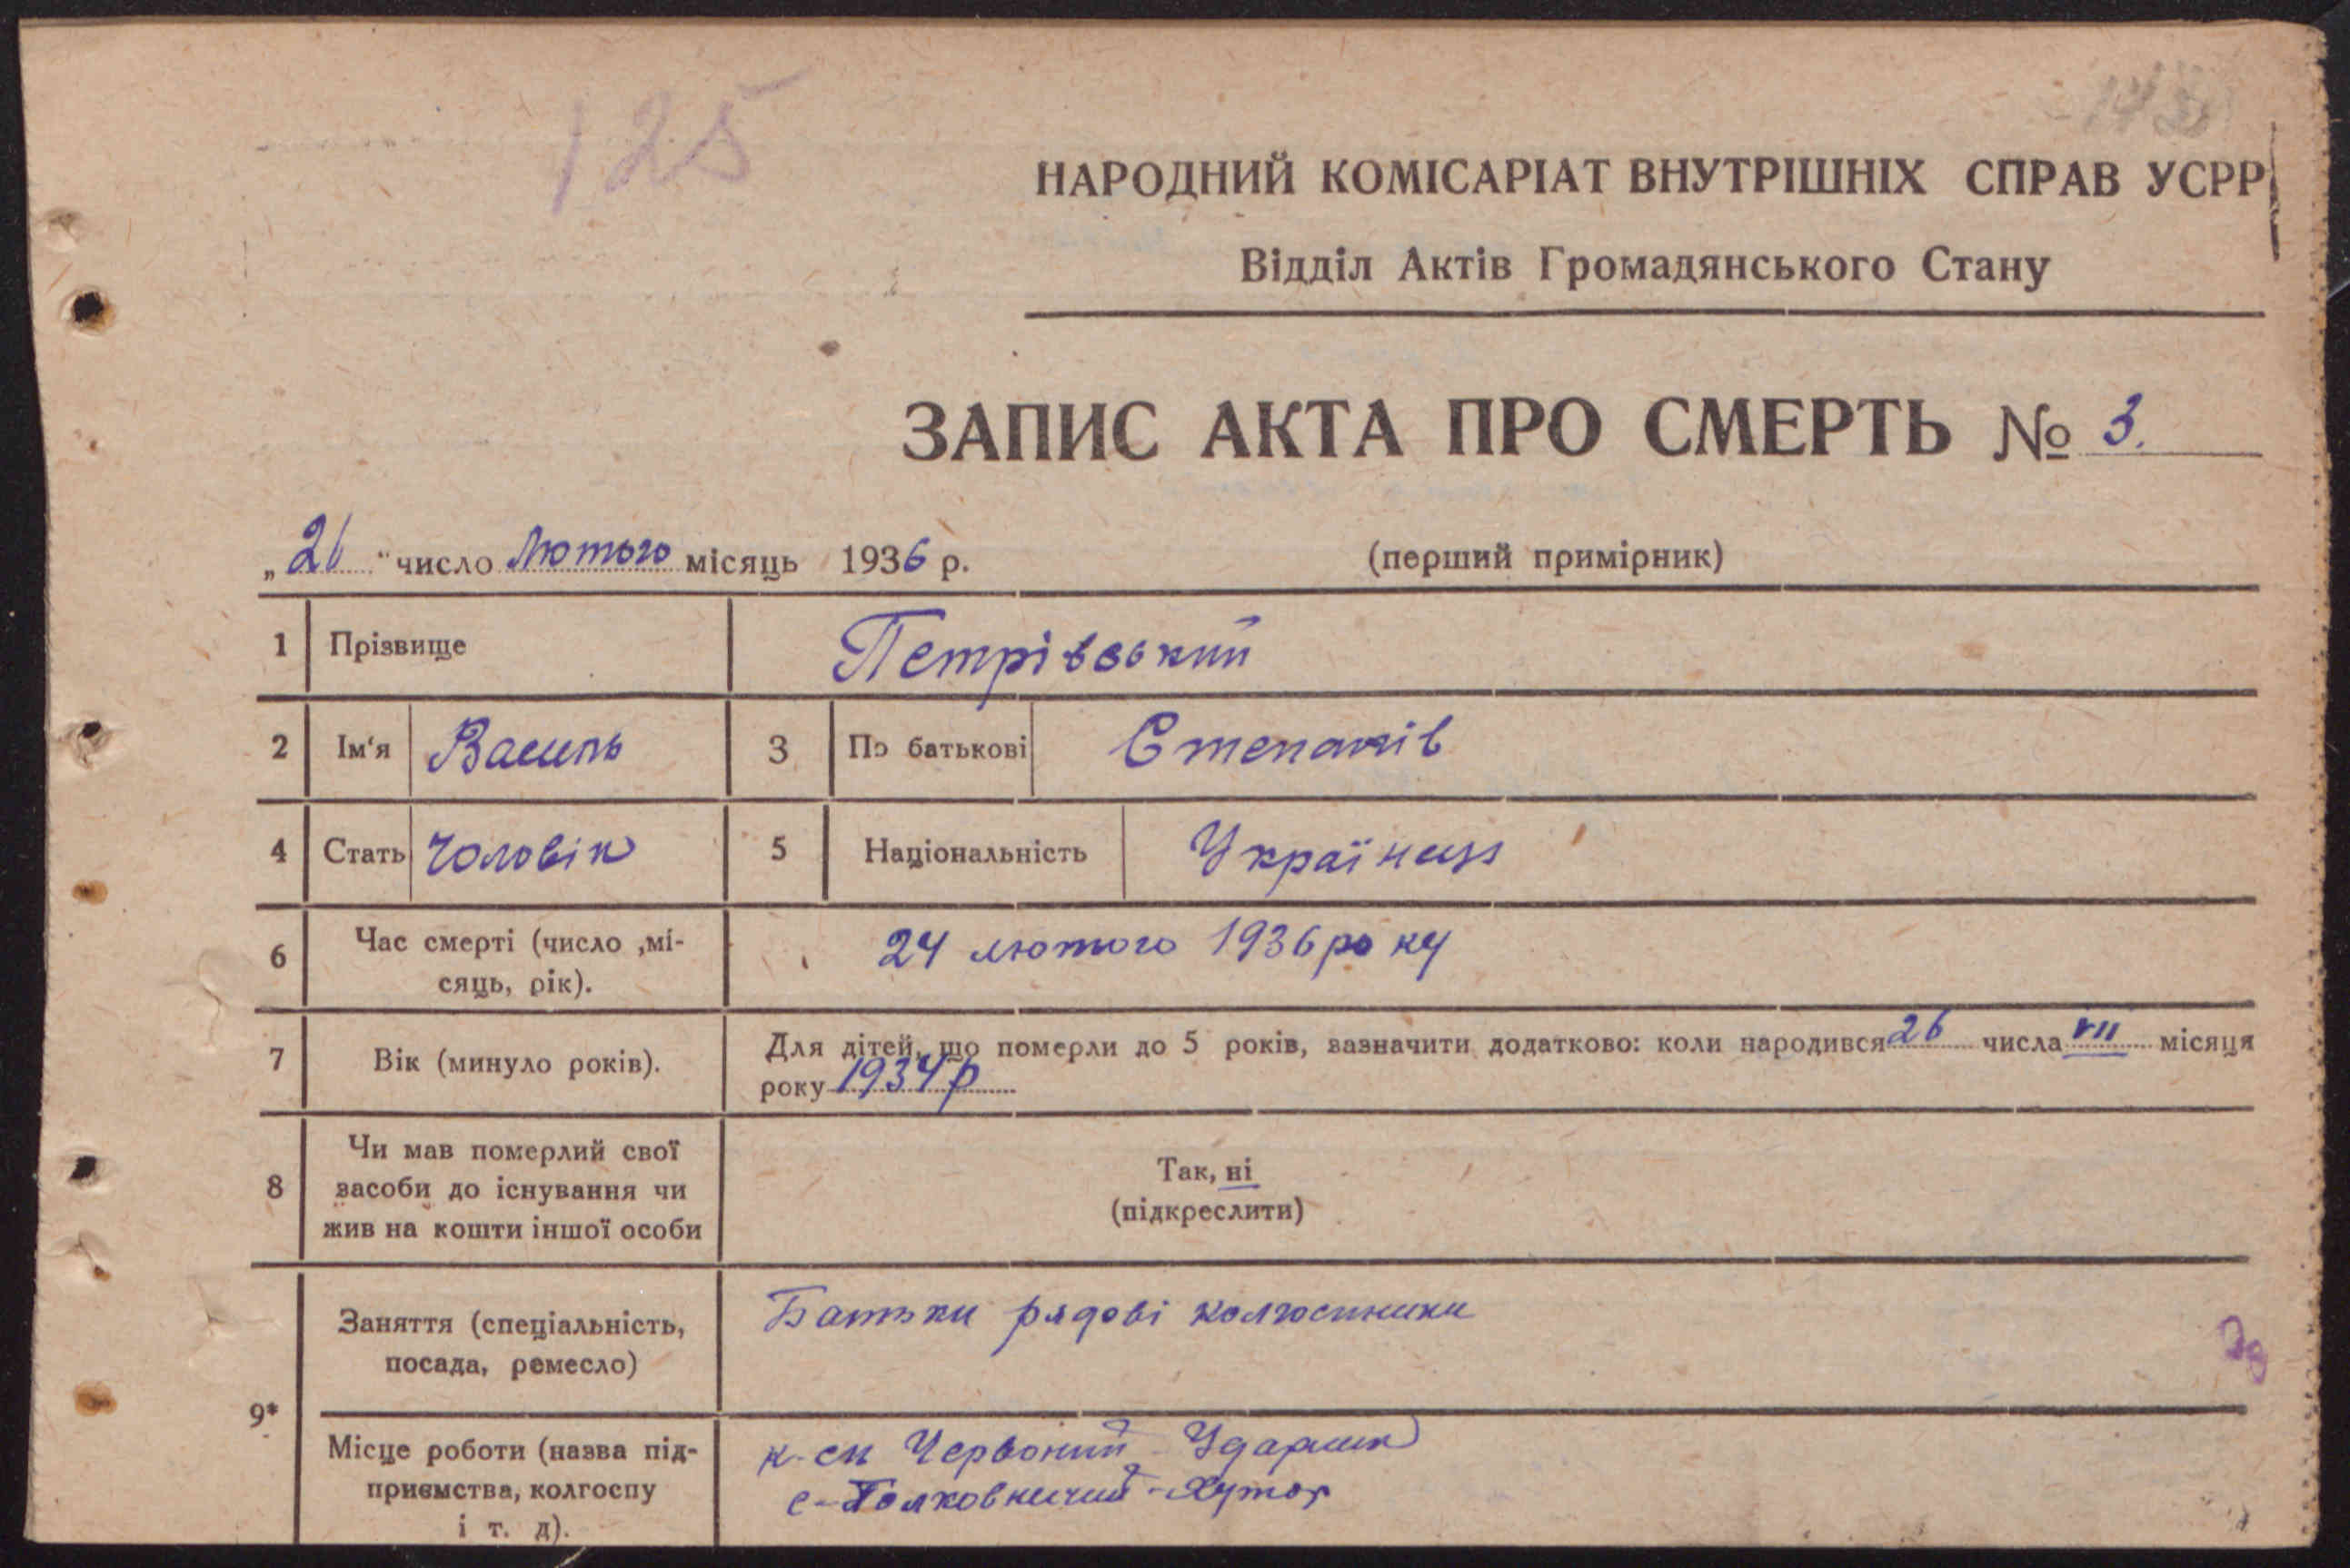 125
НАРОДНИЙ КОМІСАРІАТ ВНУТРІШНІХ СПРАВ УСРР
Відділ Актів Громадянського Стану
ЗАПИС АКТА ПРО СМЕРТЬ № 3.
„26" число Лютого місяць 1936 р. (перший примірник)
1 Прізвище Петрівський
2 Ім'я Василь 3 По батькові Степанів
4 Стать Чоловік 5 Національність Українец
6 Час смерті (число ,мі-
сяць, рік). 24 лютого 1936 року
7 Вік (минуло років). Для дітей, що померли до 5 років, зазначити додатково: коли народився 26 числа VII місяця
року 1934 р
8 Чи мав померлий свої
засоби до існування чи
жив на кошти іншої особи
Так, ні
(підкреслити)
9*
Заняття (спеціальність,
посада, ремесло)
Батьки рядові колгоспники
Місце роботи (назва під-
приємства, колгоспу
і т. д).
к-сп Червоний Ударник
с-Полковничий-Хутор